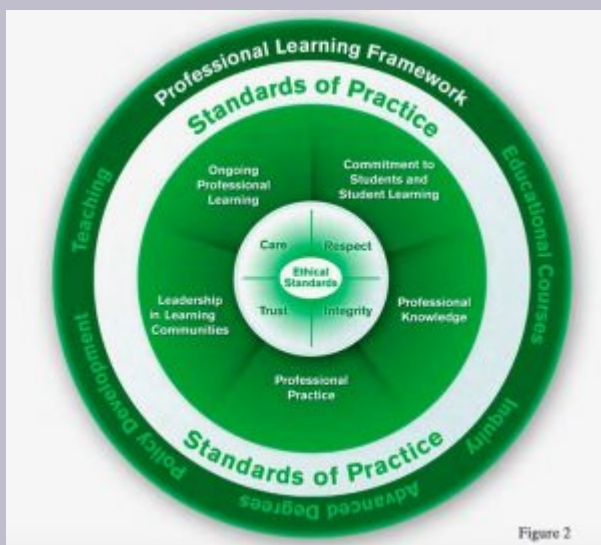 Professional Learning Framework
Standards of Practice
Ongoing
Professional
Learning
Commitment to
Students and
Student Learning
Teaching
Educational Courses
Care
Respect
Ethical
Standards
Trust
Integrity
Leadership
in Learning
Communities
Professional
Knowledge
Professional
Practice
Policy Development
Inquiry
Standards of Practice
Advanced Degrees
Figure 2